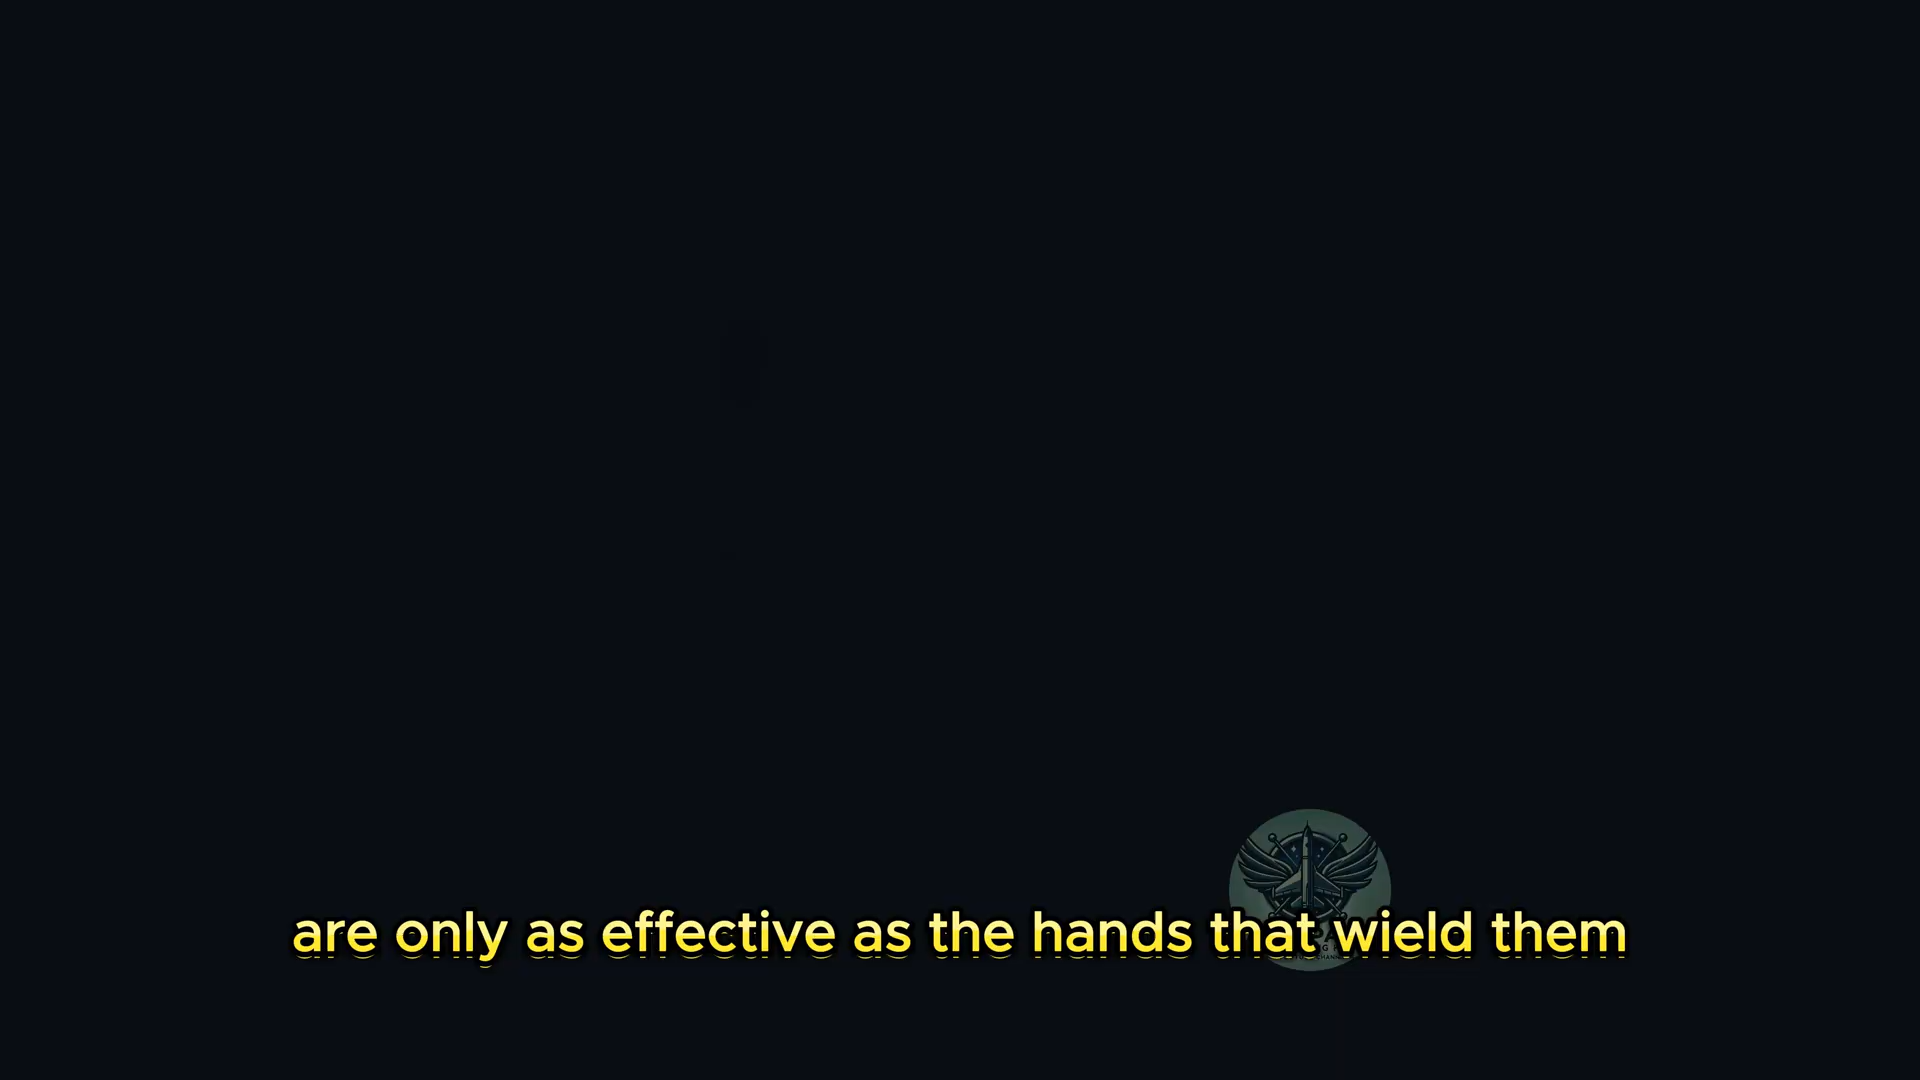 are only as effective as the hands that wield them